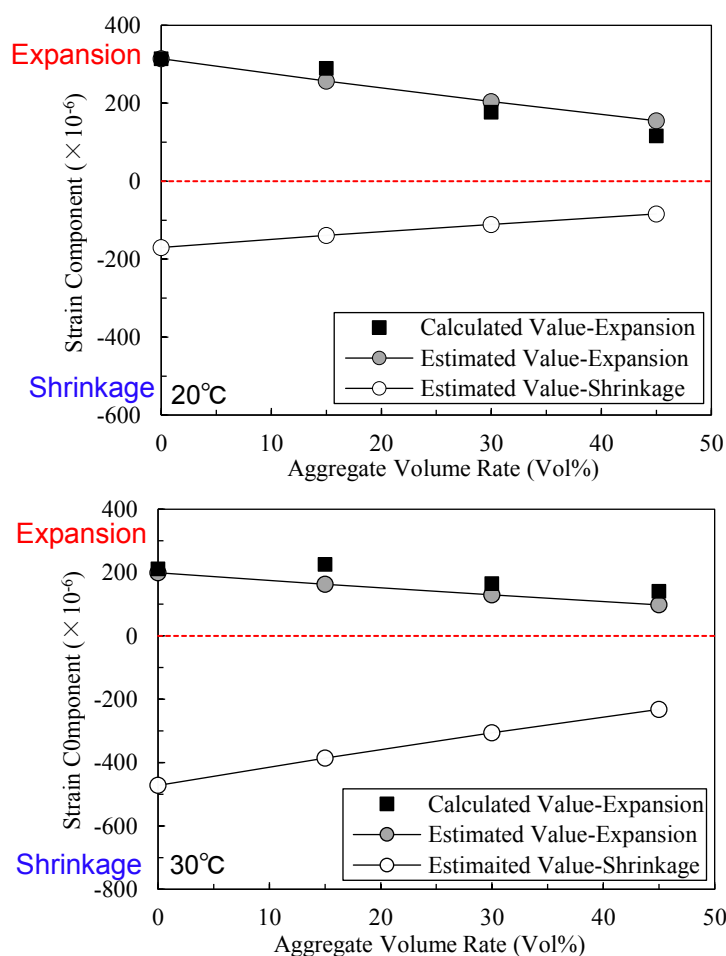 400
Expansion
200
0
-200
-400
-600
Strain Component (×10-6)
Calculated Value-Expansion
Estimated Value-Expansion
Estimated Value-Shrinkage
Shrinkage
20℃
0 10 20 30 40 50
Aggregate Volume Rate (Vol%)
400
Expansion
200
0
-200
-400
-600
-800
Strain C0mponent (×10-6)
Calculated Value-Expansion
Estimated Value-Expansion
Estimaited Value-Shrinkage
Shrinkage
30℃
0 10 20 30 40 50
Aggregate Volume Rate (Vol%)